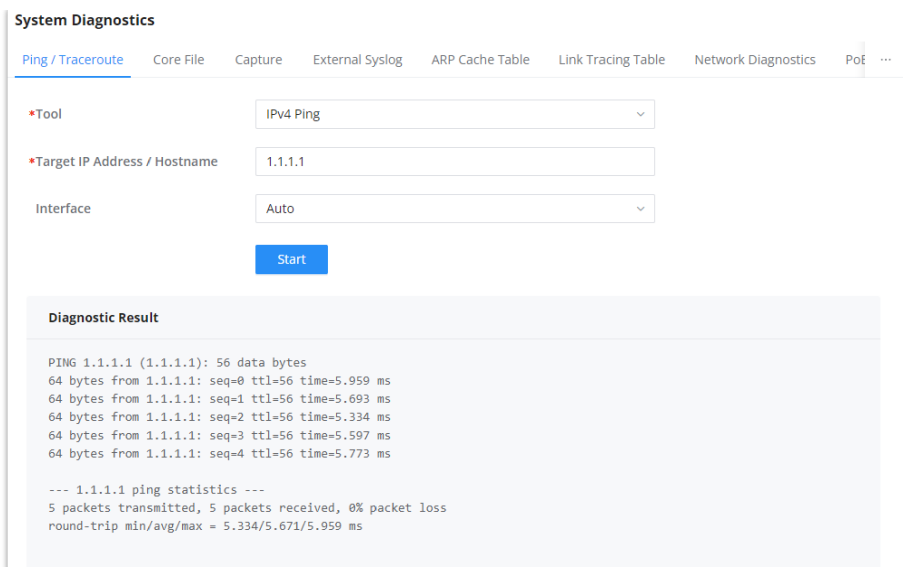 System Diagnostics
Ping / Traceroute Core File Capture External Syslog ARP Cache Table Link Tracing Table Network Diagnostics ...
*Tool IPv4 Ping
*Target IP Address / Hostname 1.1.1.1
Interface Auto
Start
Diagnostic Result
PING 1.1.1.1 (1.1.1.1): 56 data bytes
64 bytes from 1.1.1.1: seq=0 ttl=56 time=5.959 ms
64 bytes from 1.1.1.1: seq=1 ttl=56 time=5.693 ms
64 bytes from 1.1.1.1: seq=2 ttl=56 time=5.334 ms
64 bytes from 1.1.1.1: seq=3 ttl=56 time=5.597 ms
64 bytes from 1.1.1.1: seq=4 ttl=56 time=5.773 ms
--- 1.1.1.1 ping statistics ---
5 packets transmitted, 5 packets received, 0% packet loss
round-trip min/avg/max = 5.334/5.671/5.959 ms